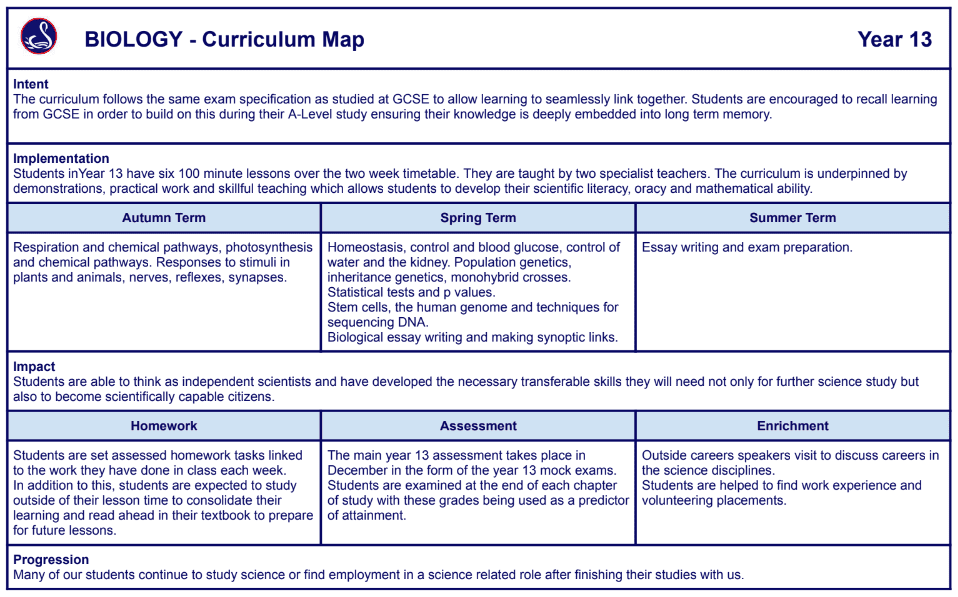 BIOLOGY - Curriculum Map
Year 13
Intent
The curriculum follows the same exam specification as studied at GCSE to allow learning to seamlessly link together. Students are encouraged to recall learning
from GCSE in order to build on this during their A-Level study ensuring their knowledge is deeply embedded into long term memory.
Implementation
Students inYear 13 have six 100 minute lessons over the two week timetable. They are taught by two specialist teachers. The curriculum is underpinned by
demonstrations, practical work and skillful teaching which allows students to develop their scientific literacy, oracy and mathematical ability.
Autumn Term
Respiration and chemical pathways, photosynthesis
and chemical pathways. Responses to stimuli in
plants and animals, nerves, reflexes, synapses.
Spring Term
Homeostasis, control and blood glucose, control of
water and the kidney. Population genetics,
inheritance genetics, monohybrid crosses.
Statistical tests and p values.
Stem cells, the human genome and techniques for
sequencing DNA.
Biological essay writing and making synoptic links.
Summer Term
Essay writing and exam preparation.
Impact
Students are able to think as independent scientists and have developed the necessary transferable skills they will need not only for further science study but
also to become scientifically capable citizens.
Homework
Students are set assessed homework tasks linked
to the work they have done in class each week.
In addition to this, students are expected to study
outside of their lesson time to consolidate their
learning and read ahead in their textbook to prepare
for future lessons.
Assessment
The main year 13 assessment takes place in
December in the form of the year 13 mock exams.
Students are examined at the end of each chapter
of study with these grades being used as a predictor
of attainment.
Enrichment
Outside careers speakers visit to discuss careers in
the science disciplines.
Students are helped to find work experience and
volunteering placements.
Progression
Many of our students continue to study science or find employment in a science related role after finishing their studies with us.